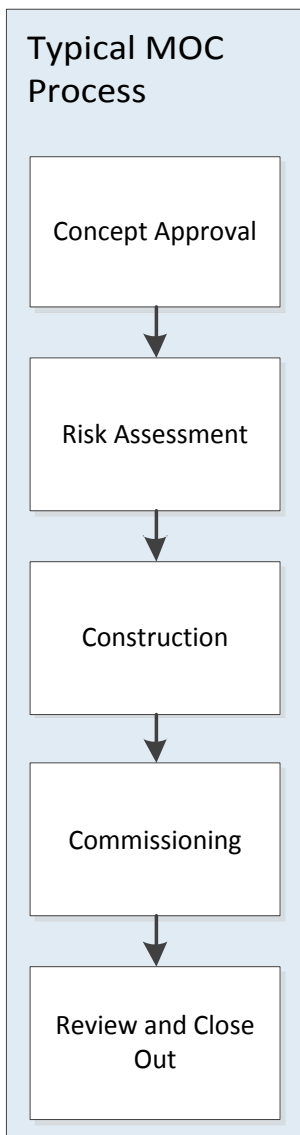 Typical MOC
Process
Concept Approval
Risk Assessment
Construction
Commissioning
Review and Close
Out